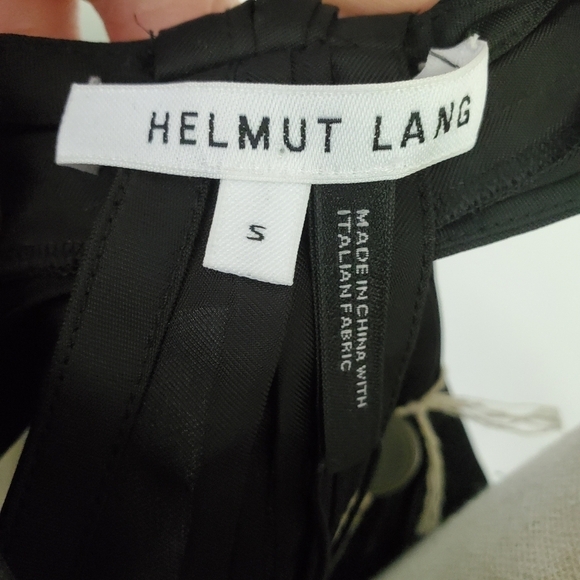 HELMUT LANG
S
MADE IN CHINA WITH
ITALIAN FABRIC